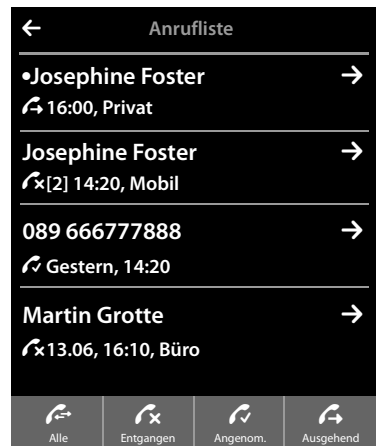 Anrufliste
•Josephine Foster
16:00, Privat
Josephine Foster
[2] 14:20, Mobil
089 666777888
Gestern, 14:20
Martin Grotte
13.06, 16:10, Büro
Alle Entgangen Angenom. Ausgehend